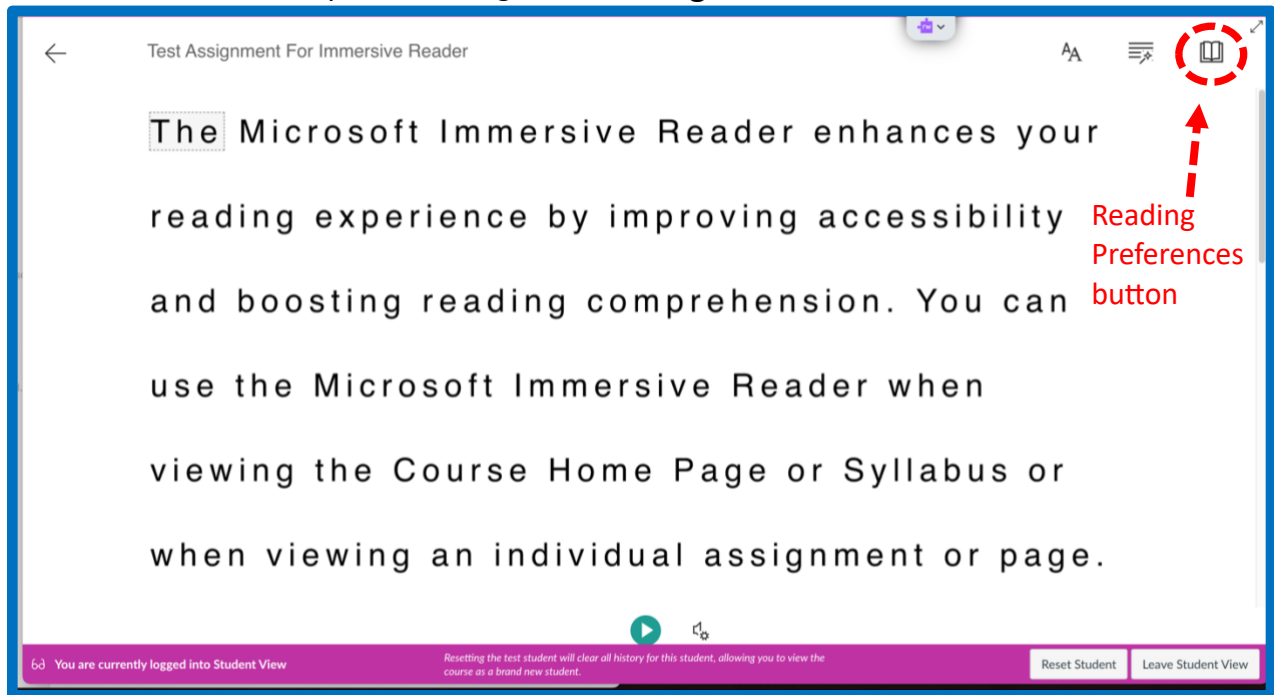 Test Assignment For Immersive Reader
AA
The Microsoft Immersive Reader enhances your
reading experience by improving accessibility
and boosting reading comprehension. You can
use the Microsoft Immersive Reader when
viewing the Course Home Page or Syllabus or
when viewing an individual assignment or page.
Reading
Preferences
button
You are currently logged into Student View
Resetting the test student will clear all history for this student, allowing you to view the
course as a brand new student.
Reset Student
Leave Student View